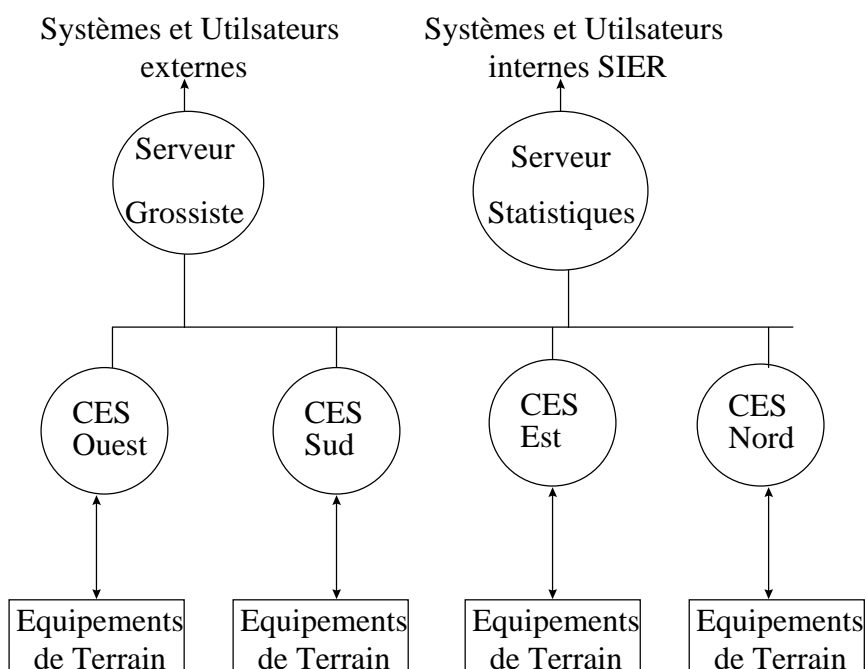 Systèmes et Utilsateurs
externes
Systèmes et Utilsateurs
internes SIER
Serveur
Grossiste
Serveur
Statistiques
CES
Ouest
CES
Sud
CES
Est
CES
Nord
Equipements
de Terrain
Equipements
de Terrain
Equipements
de Terrain
Equipements
de Terrain